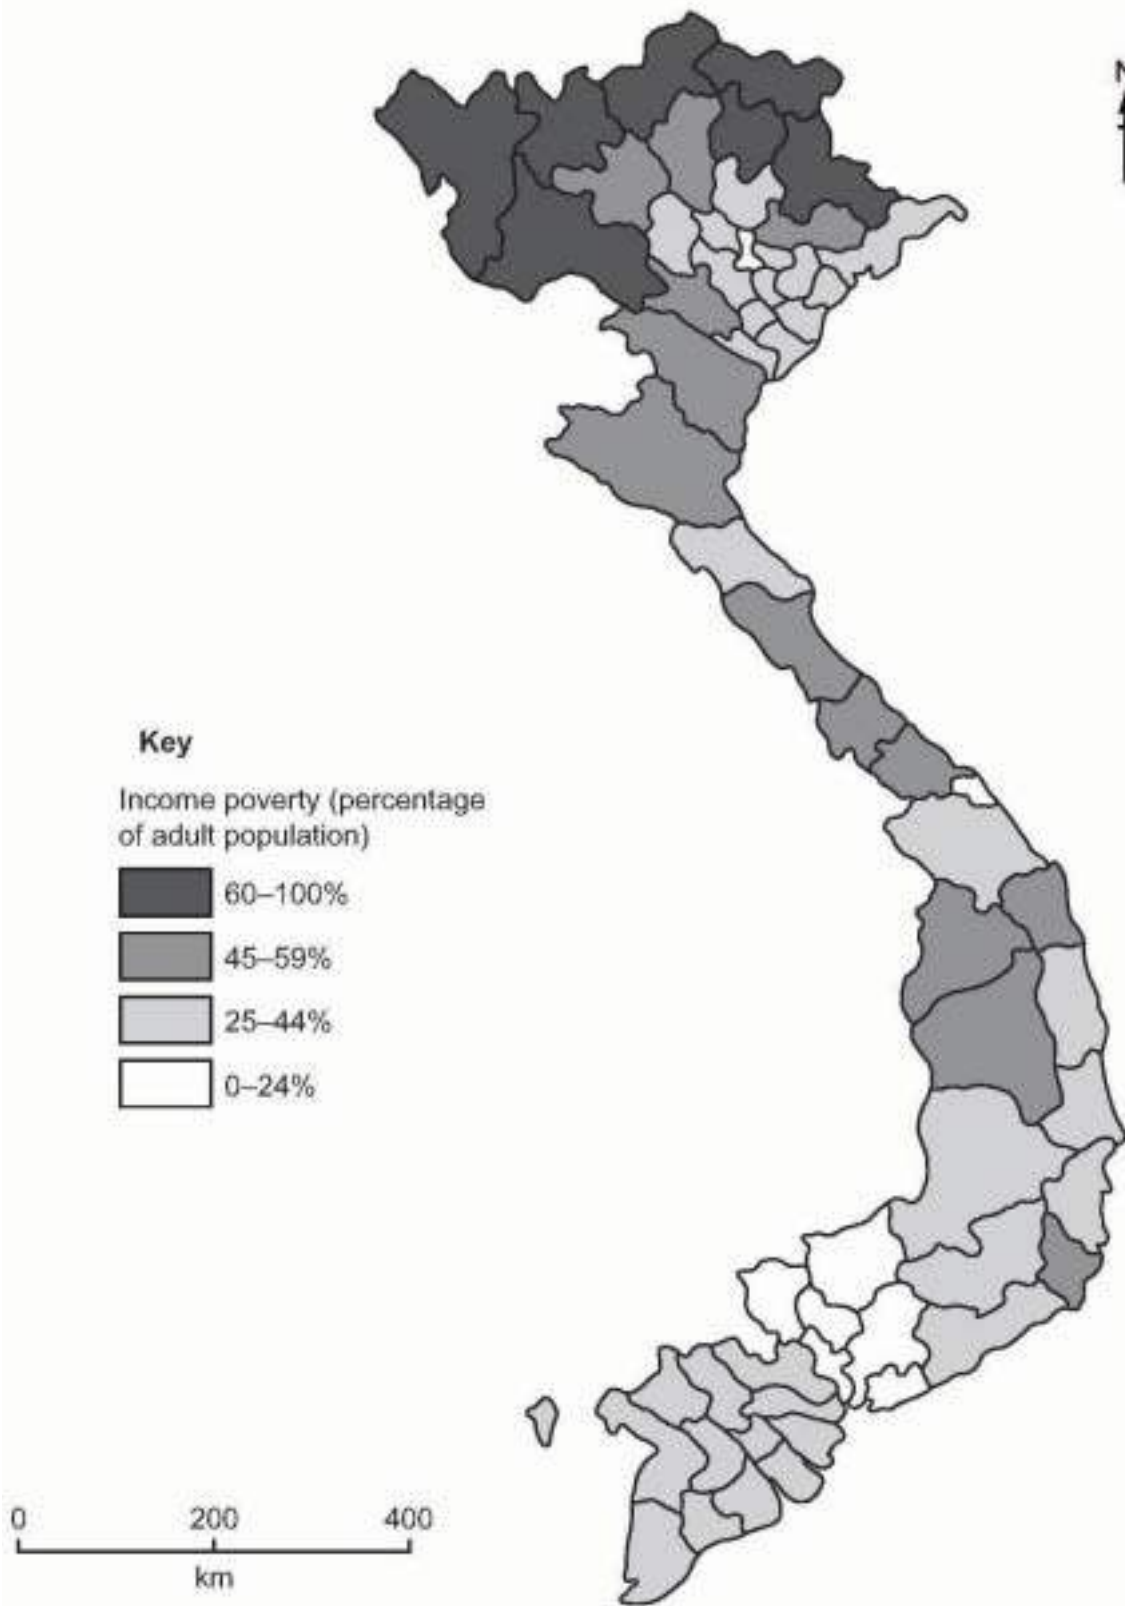 N
Key
Income poverty (percentage
of adult population)
60–100%
45–59%
25–44%
0–24%
0 200 400
km